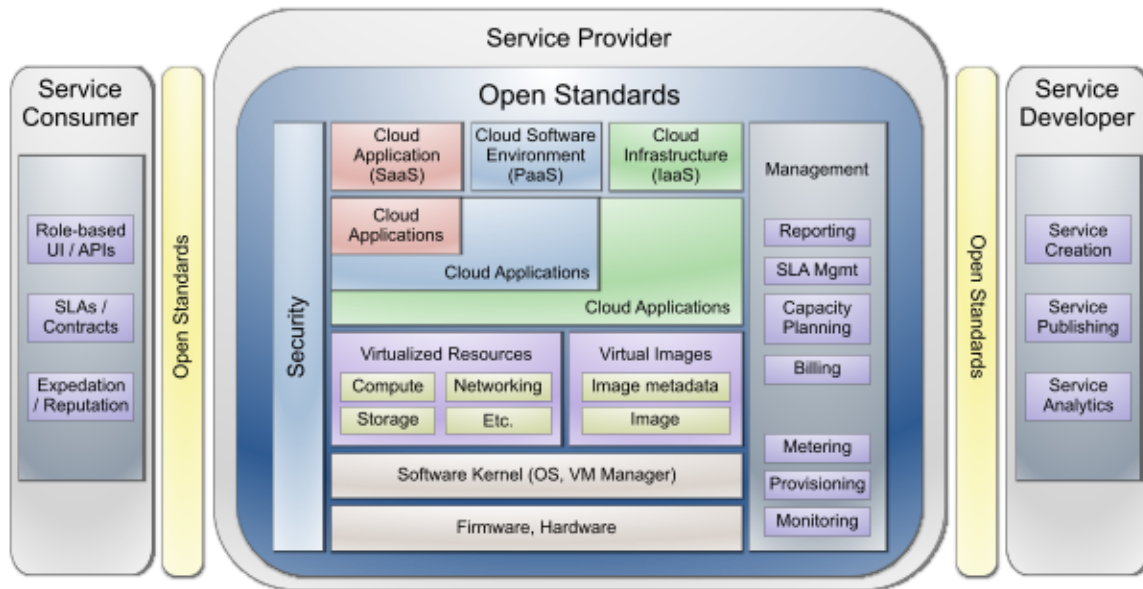 Service Provider
Service
Consumer
Role-based
UI / APIs
SLAs /
Contracts
Expedation
/ Reputation
Open Standards
Open Standards
Security
Cloud
Application
(SaaS)
Cloud Software
Environment
(PaaS)
Cloud
Infrastructure
(IaaS)
Cloud
Applications
Cloud Applications
Cloud Applications
Virtualized Resources
Compute
Networking
Storage
Etc.
Virtual Images
Image metadata
Image
Software Kernel (OS, VM Manager)
Firmware, Hardware
Management
Reporting
SLA Mgmt
Capacity
Planning
Billing
Metering
Provisioning
Monitoring
Open Standards
Service
Developer
Service
Creation
Service
Publishing
Service
Analytics